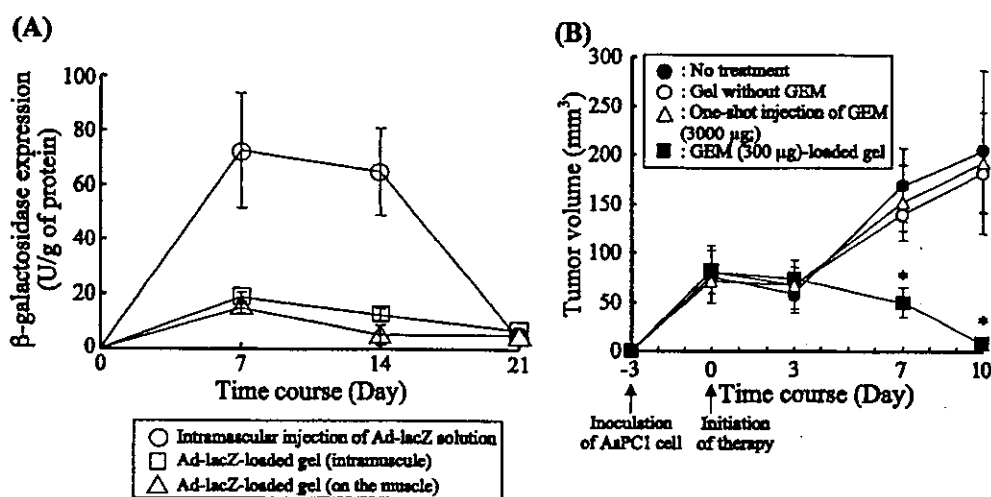 (A)
β-galactosidase expression
(U/g of protein)
100
80
60
40
20
0
0 7 14 21
Time course (Day)
Intramascular injection of Ad-lacZ solution
Ad-lacZ-loaded gel (intramuscule)
Ad-lacZ-loaded gel (on the muscle)
(B)
Tumor volume (mm³)
300
250
200
150
100
50
0
: No treatment
: Gel without GEM
: One-shot injection of GEM
(3000 µg;)
: GEM (300 µg)-loaded gel
*
*
-3 0 3 7 10
Time course (Day)
Inoculation
of AsPC1 cell
Initiation
of therapy